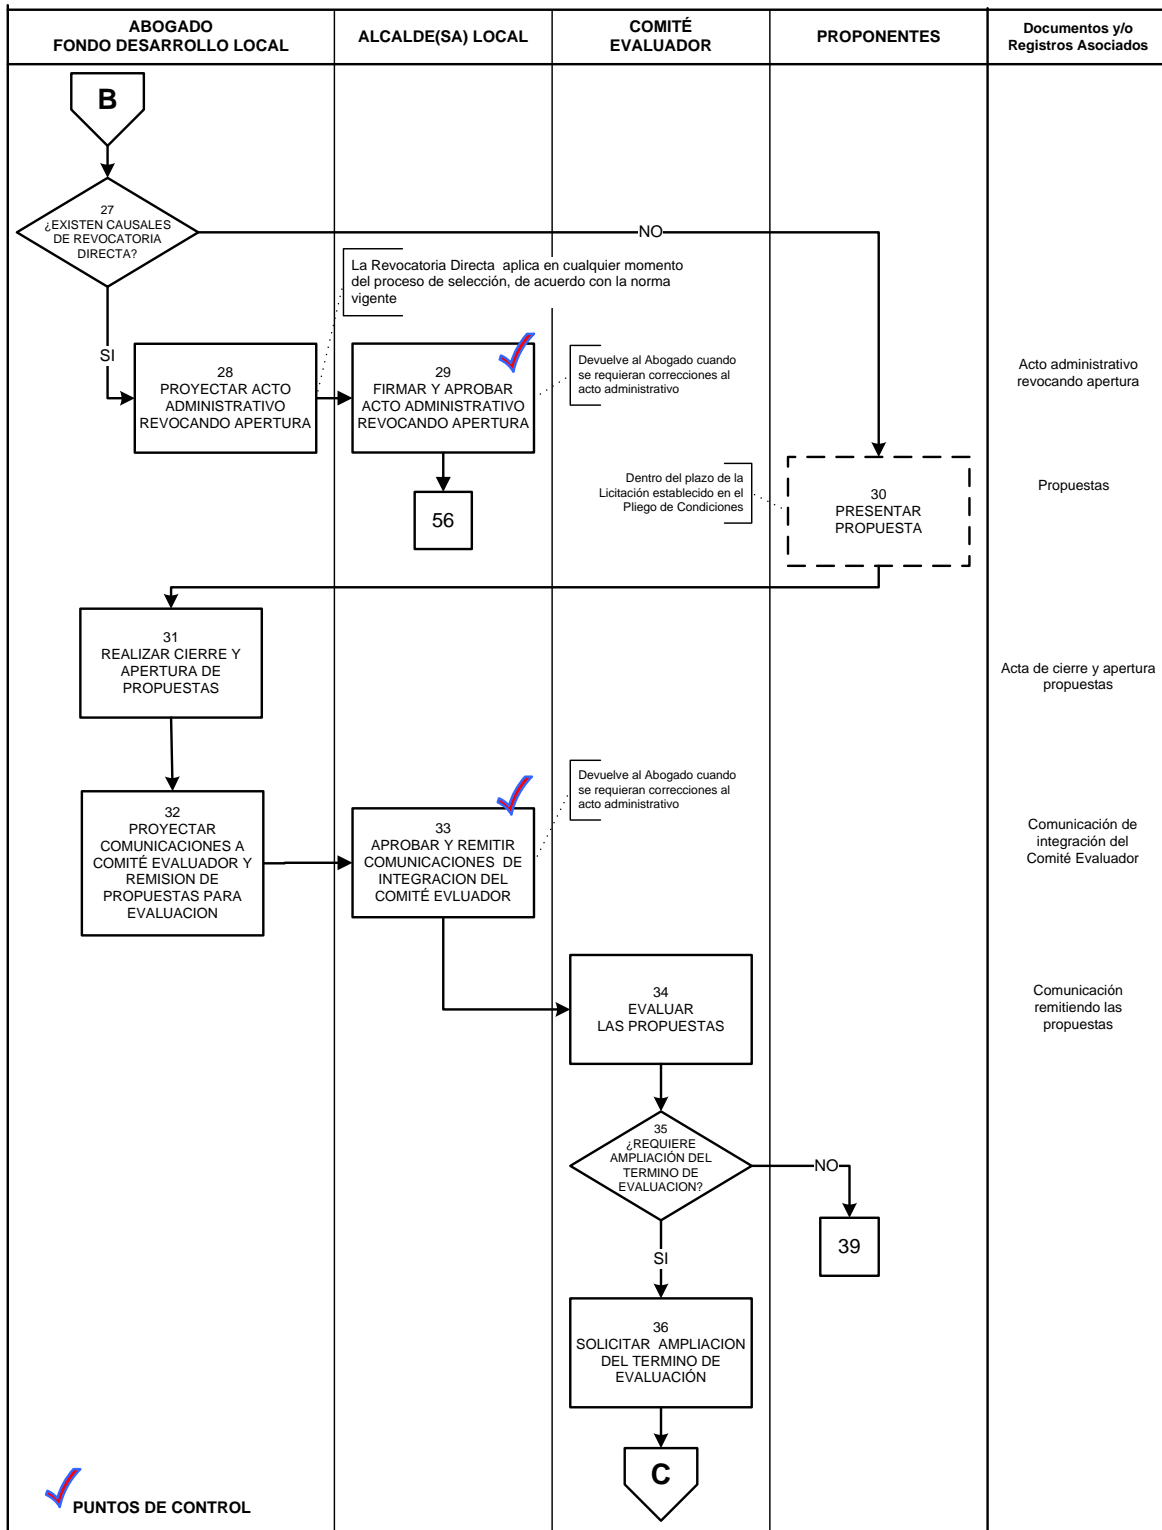 ABOGADO
FONDO DESARROLLO LOCAL
ALCALDE(SA) LOCAL
COMITÉ
EVALUADOR
PROPONENTES
Documentos y/o
Registros Asociados
B
27
¿EXISTEN CAUSALES
DE REVOCATORIA
DIRECTA?
NO
La Revocatoria Directa aplica en cualquier momento
del proceso de selección, de acuerdo con la norma
vigente
SI
28
PROYECTAR ACTO
ADMINISTRATIVO
REVOCANDO APERTURA
29
FIRMAR Y APROBAR
ACTO ADMINISTRATIVO
REVOCANDO APERTURA
Devuelve al Abogado cuando
se requieran correcciones al
acto administrativo
Acto administrativo
revocando apertura
56
Dentro del plazo de la
Licitación establecido en el
Pliego de Condiciones
30
PRESENTAR
PROPUESTA
Propuestas
31
REALIZAR CIERRE Y
APERTURA DE
PROPUESTAS
Acta de cierre y apertura
propuestas
32
PROYECTAR
COMUNICACIONES A
COMITÉ EVALUADOR Y
REMISION DE
PROPUESTAS PARA
EVALUACION
33
APROBAR Y REMITIR
COMUNICACIONES DE
INTEGRACION DEL
COMITÉ EVLUADOR
Devuelve al Abogado cuando
se requieran correcciones al
acto administrativo
Comunicación de
integración del
Comité Evaluador
34
EVALUAR
LAS PROPUESTAS
Comunicación
remitiendo las
propuestas
35
¿REQUIERE
AMPLIACIÓN DEL
TERMINO DE
EVALUACION?
NO
39
SI
36
SOLICITAR AMPLIACION
DEL TERMINO DE
EVALUACIÓN
C
PUNTOS DE CONTROL